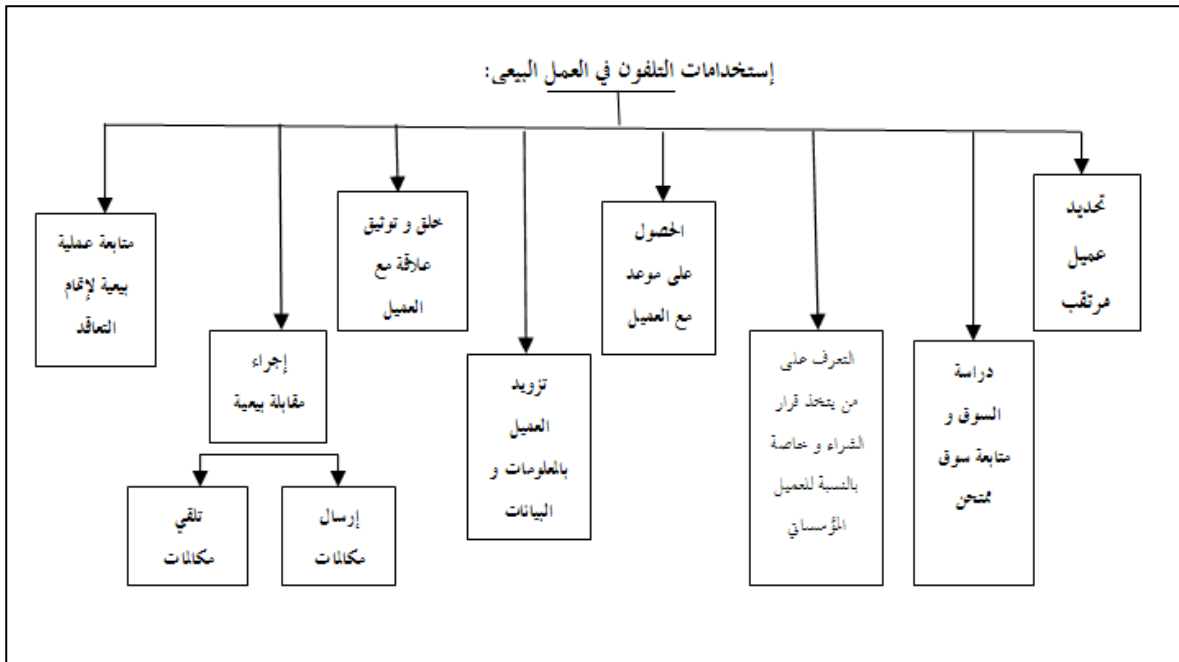 إستخدامات التلفون في العمل البيعى:
تحديد
عميل
مرتقب
دراسة
السوق و
متابعة سوق
ممتحن
التعرف على
من يتخذ قرار
الشراء و خاصة
بالنسبة للعميل
المؤسساتي
الحصول
على موعد
مع العميل
تزويد
العميل
بالمعلومات و
البيانات
خلق و توثيق
علاقة مع
العميل
إجراء
مقابلة بيعية
إرسال
مكالمات
تلقي
مكالمات
متابعة عملية
بيعية لإتمام
التعاقد